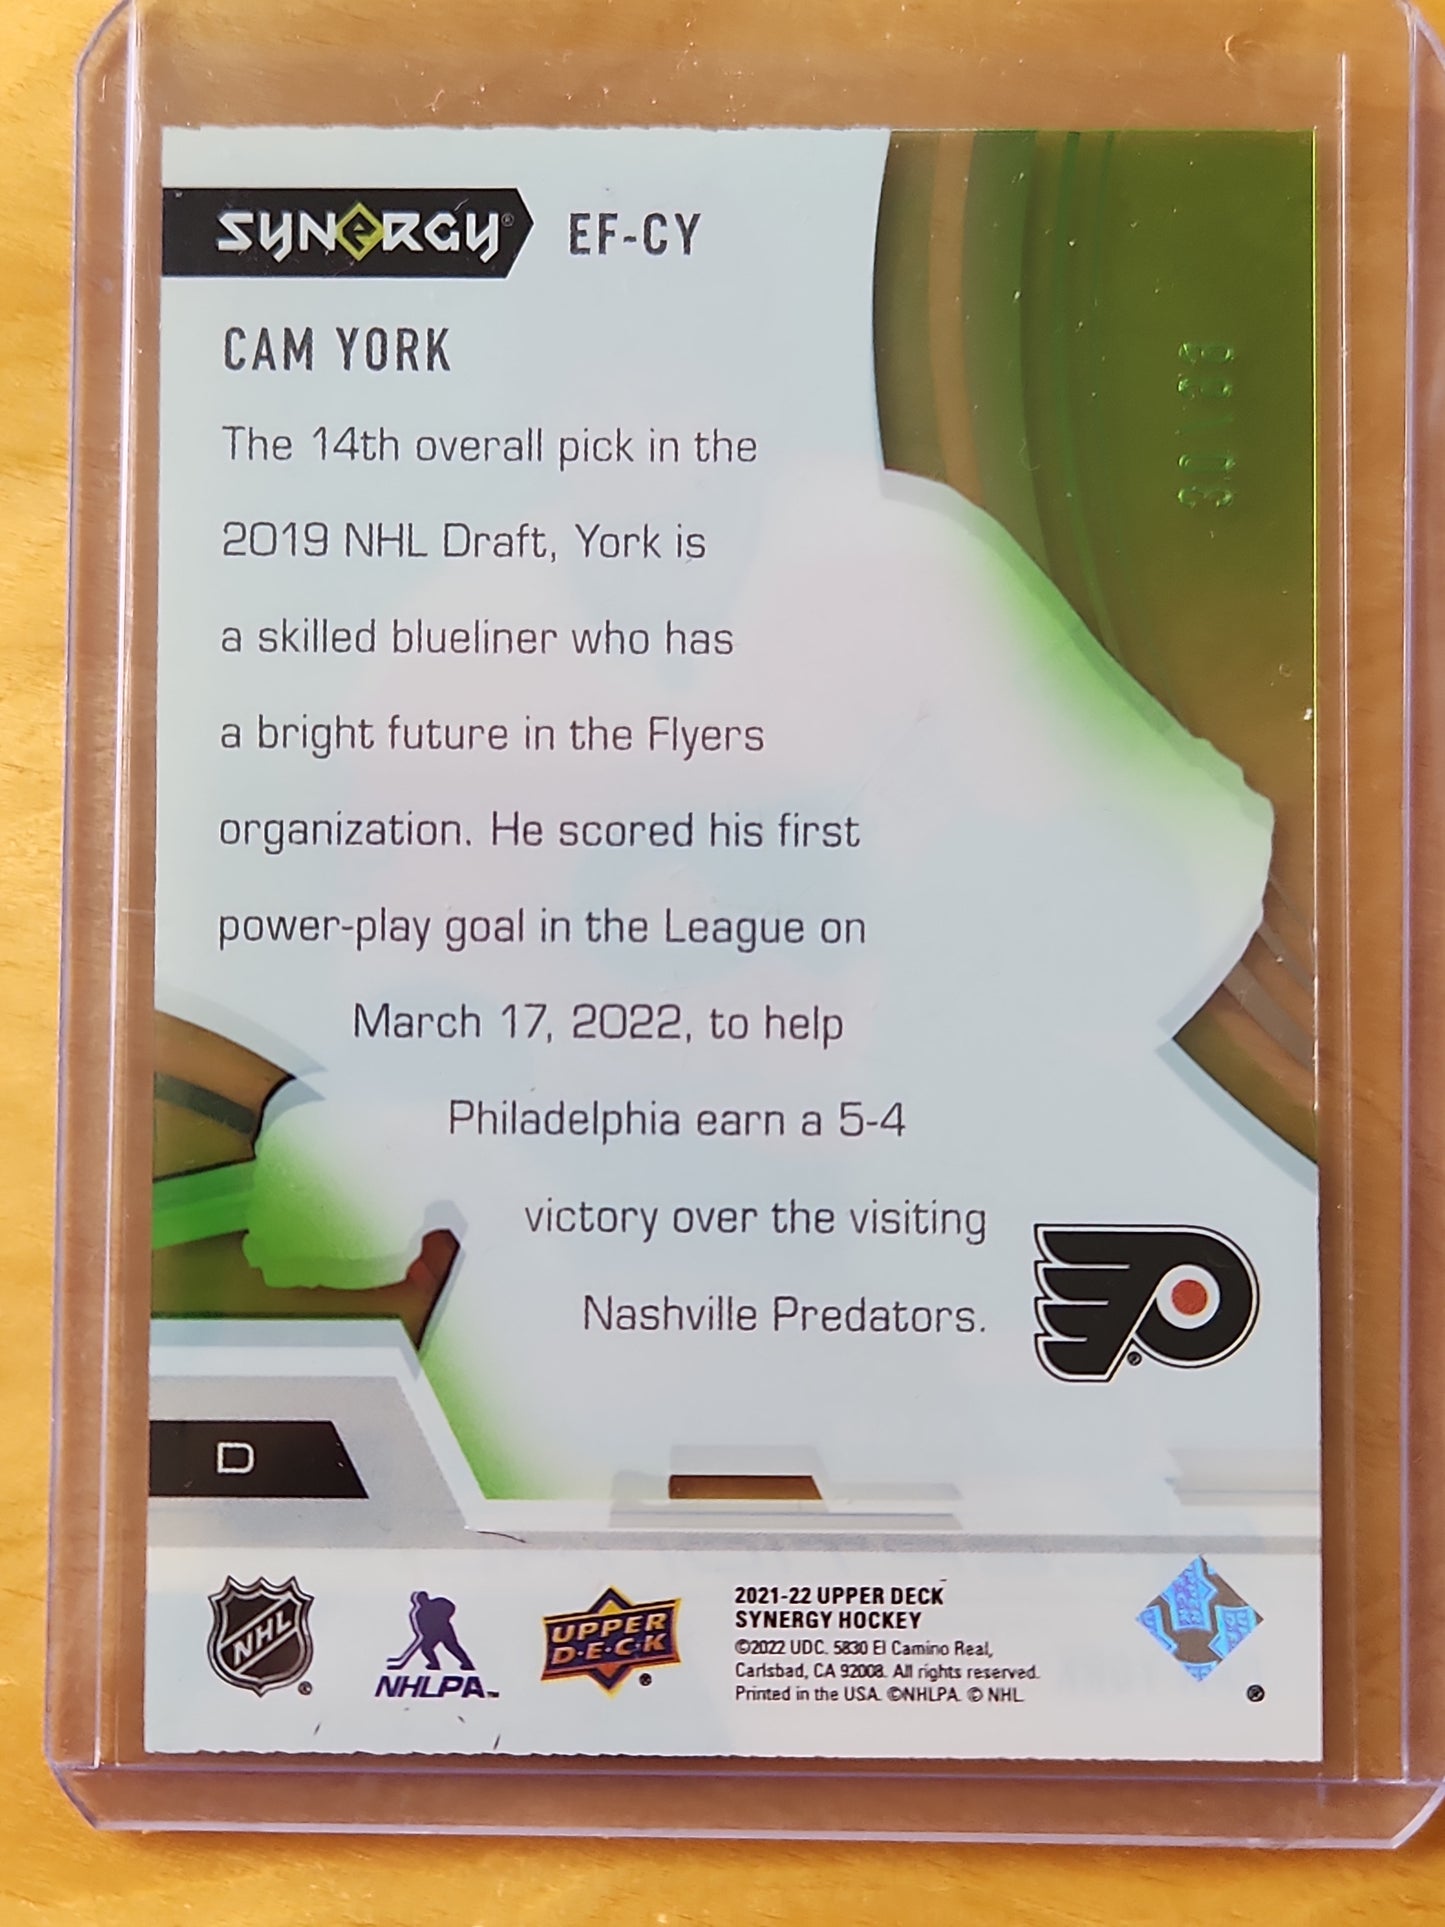 SYNERGY® EF-CY
CAM YORK
The 14th overall pick in the
2019 NHL Draft, York is
a skilled blueliner who has
a bright future in the Flyers
organization. He scored his first
power-play goal in the League on
March 17, 2022, to help
Philadelphia earn a 5-4
victory over the visiting
Nashville Predators.
D
NHL
NHLPA™
UPPER
D·E·C·K
2021-22 UPPER DECK
SYNERGY HOCKEY
©2022 UDC. 5830 El Camino Real,
Carlsbad, CA 92008. All rights reserved.
Printed in the USA. ©NHLPA. © NHL